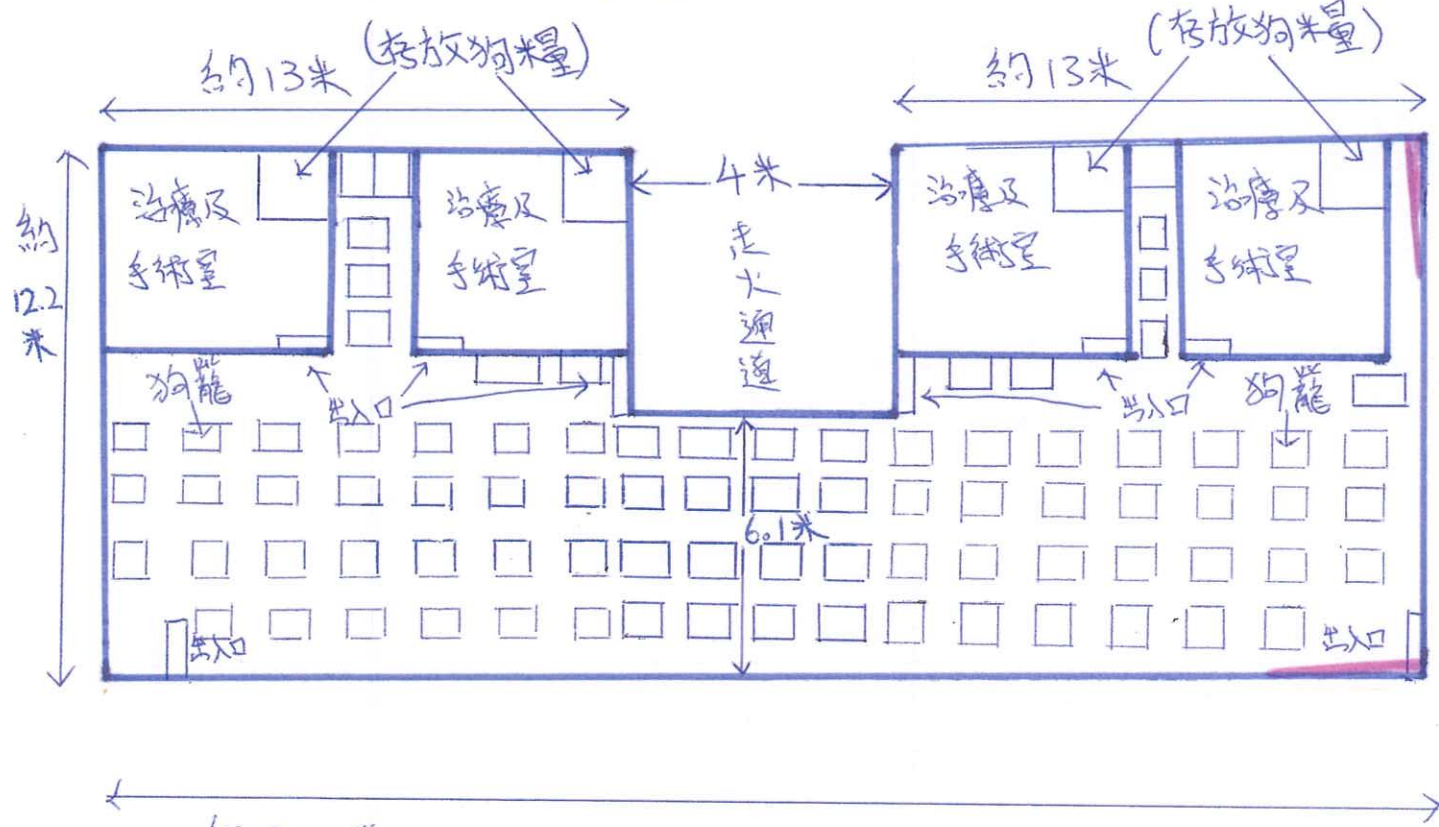 約13米
(存放狗米糧)
約13米
(存放狗米糧)
約
12.2
米
治療及
手術室
治療及
手術室
4米
走
火
通
道
治療及
手術室
治療及
手術室
狗籠
出入口
出入口
狗籠
6.1米
出入口
出入口